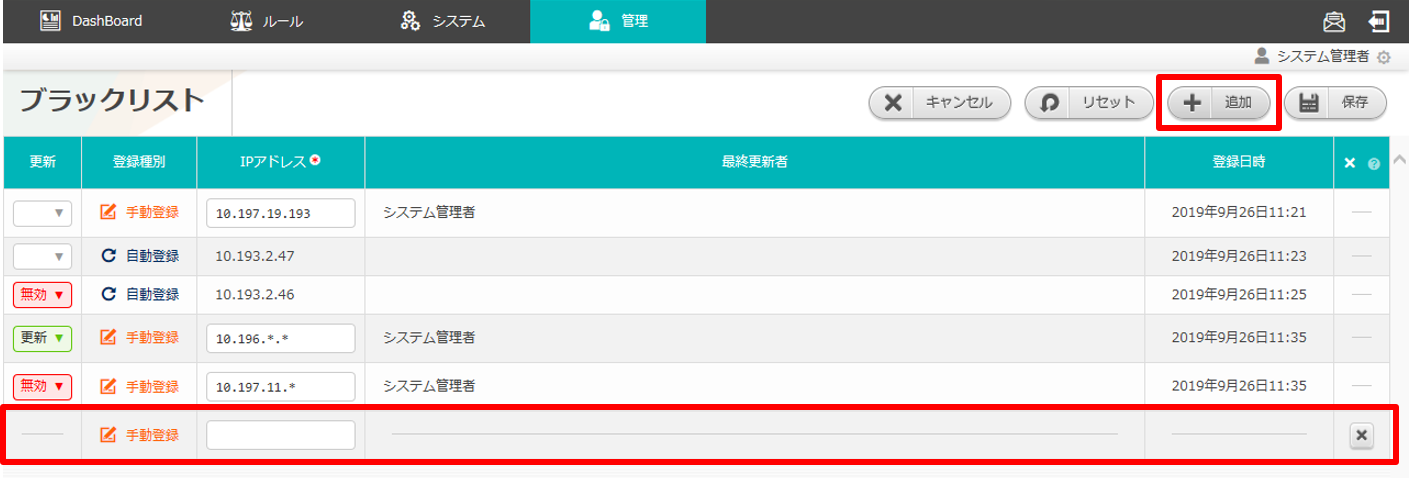 DashBoard ルール システム 管理
システム管理者
ブラックリスト キャンセル リセット 追加 保存
更新 登録種別 IPアドレス 最終更新者 登録日時
手動登録 10.197.19.193 システム管理者 2019年9月26日11:21
自動登録 10.193.2.47 2019年9月26日11:23
無効 自動登録 10.193.2.46 2019年9月26日11:25
更新 手動登録 10.196.*.* システム管理者 2019年9月26日11:35
無効 手動登録 10.197.11.* システム管理者 2019年9月26日11:35
手動登録